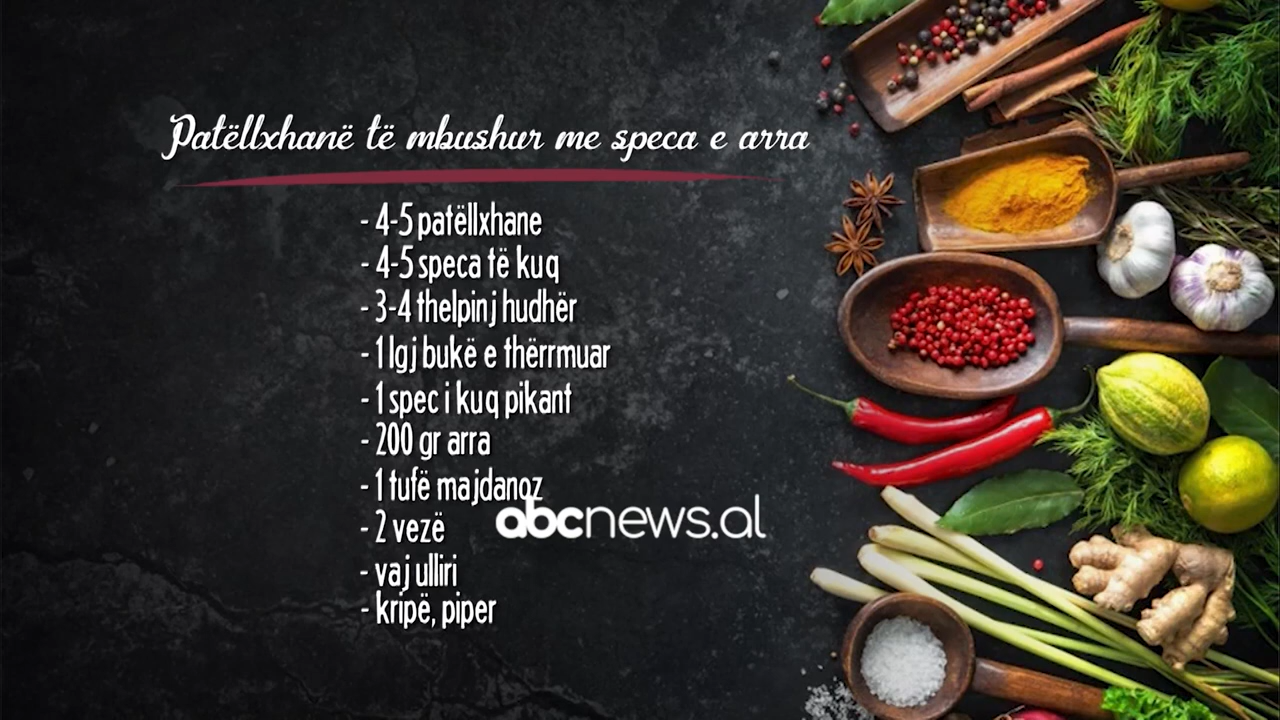 Patëllxhanë të mbushur me speca e arra
- 4-5 patëllxhane
- 4-5 speca të kuq
- 3-4 thelpinj hudhër
- 1 lgj bukë e thërrmuar
- 1 spec i kuq pikant
- 200 gr arra
- 1 tufë majdanoz
- 2 vezë
abcnews.al
- vaj ulliri
- kripë, piper